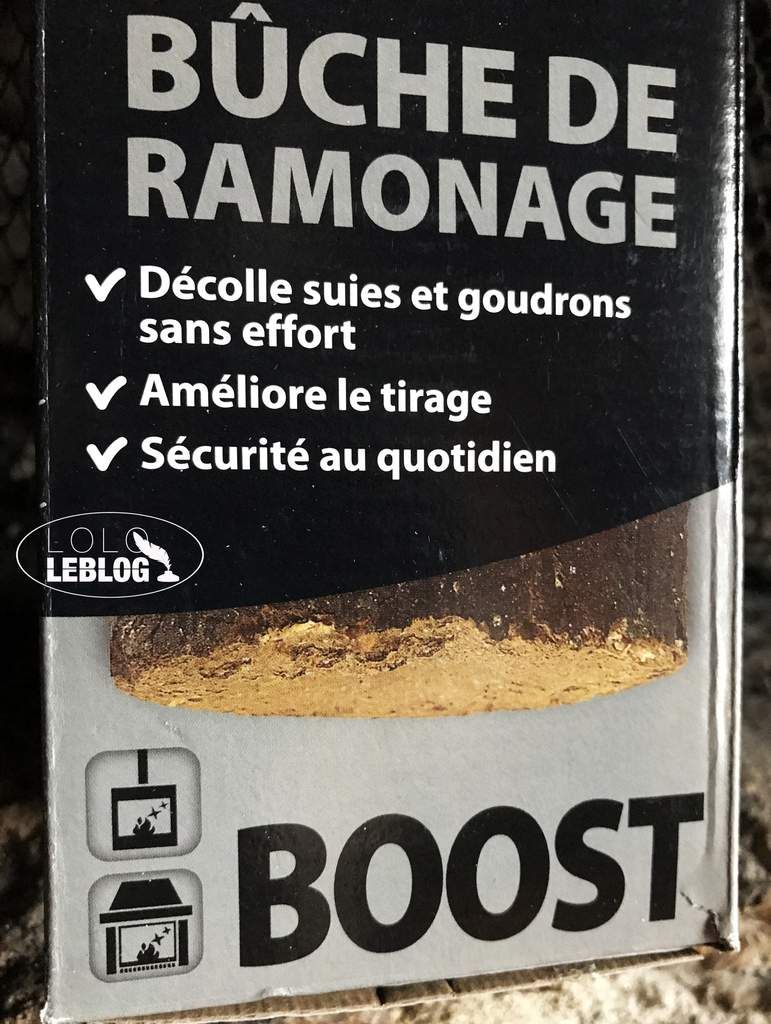 BÛCHE DE
RAMONAGE
Décolle suies et goudrons
sans effort
Améliore le tirage
Sécurité au quotidien
LOLO
LEBLOG
BOOST